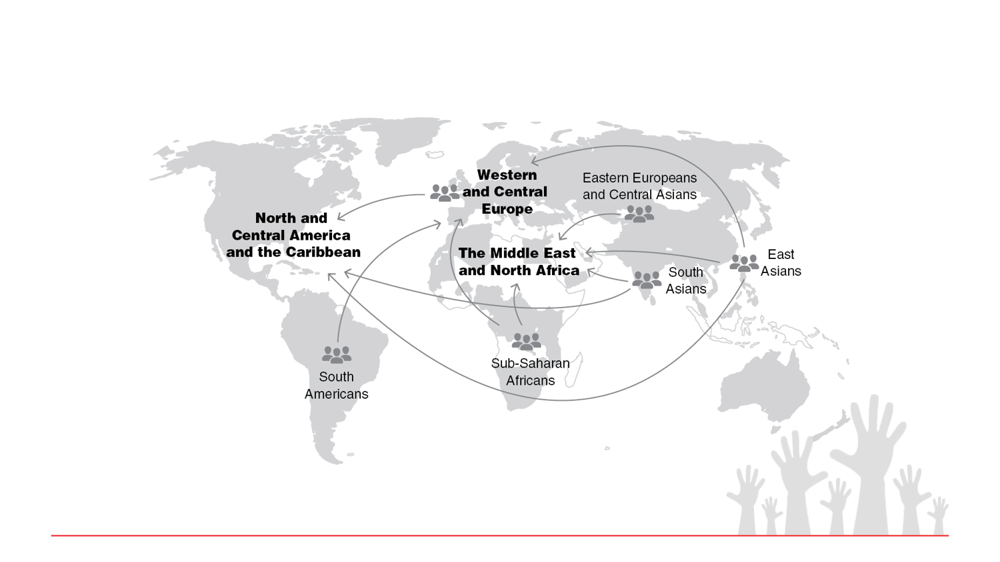 Western
and Central
Europe
Eastern Europeans
and Central Asians
North and
Central America
and the Caribbean
The Middle East
and North Africa
East
Asians
South
Asians
Sub-Saharan
Africans
South
Americans